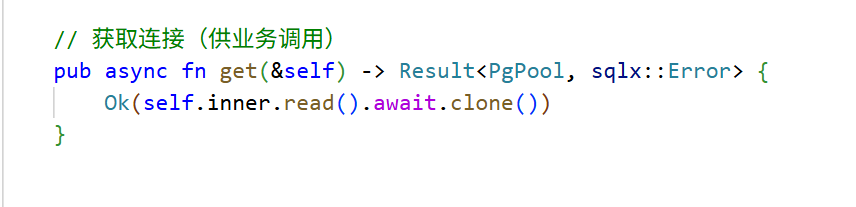 // 获取连接（供业务调用）
pub async fn get(&self) -> Result<PgPool, sqlx::Error> {
    Ok(self.inner.read().await.clone())
}